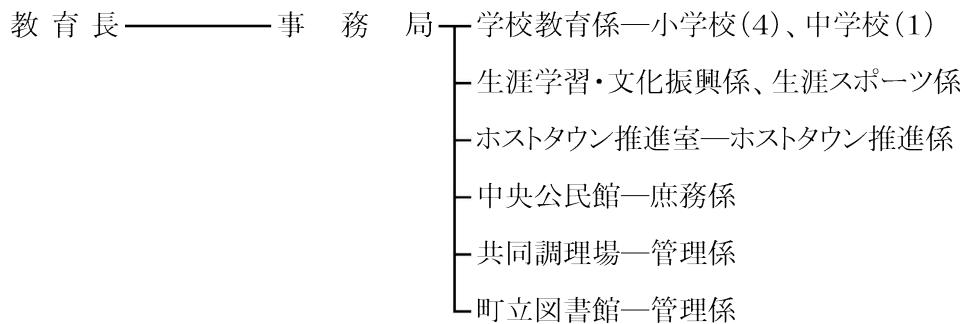 教育長 事務局 学校教育係―小学校(4)、中学校(1)
生涯学習・文化振興係、生涯スポーツ係
ホストタウン推進室―ホストタウン推進係
中央公民館―庶務係
共同調理場―管理係
町立図書館―管理係